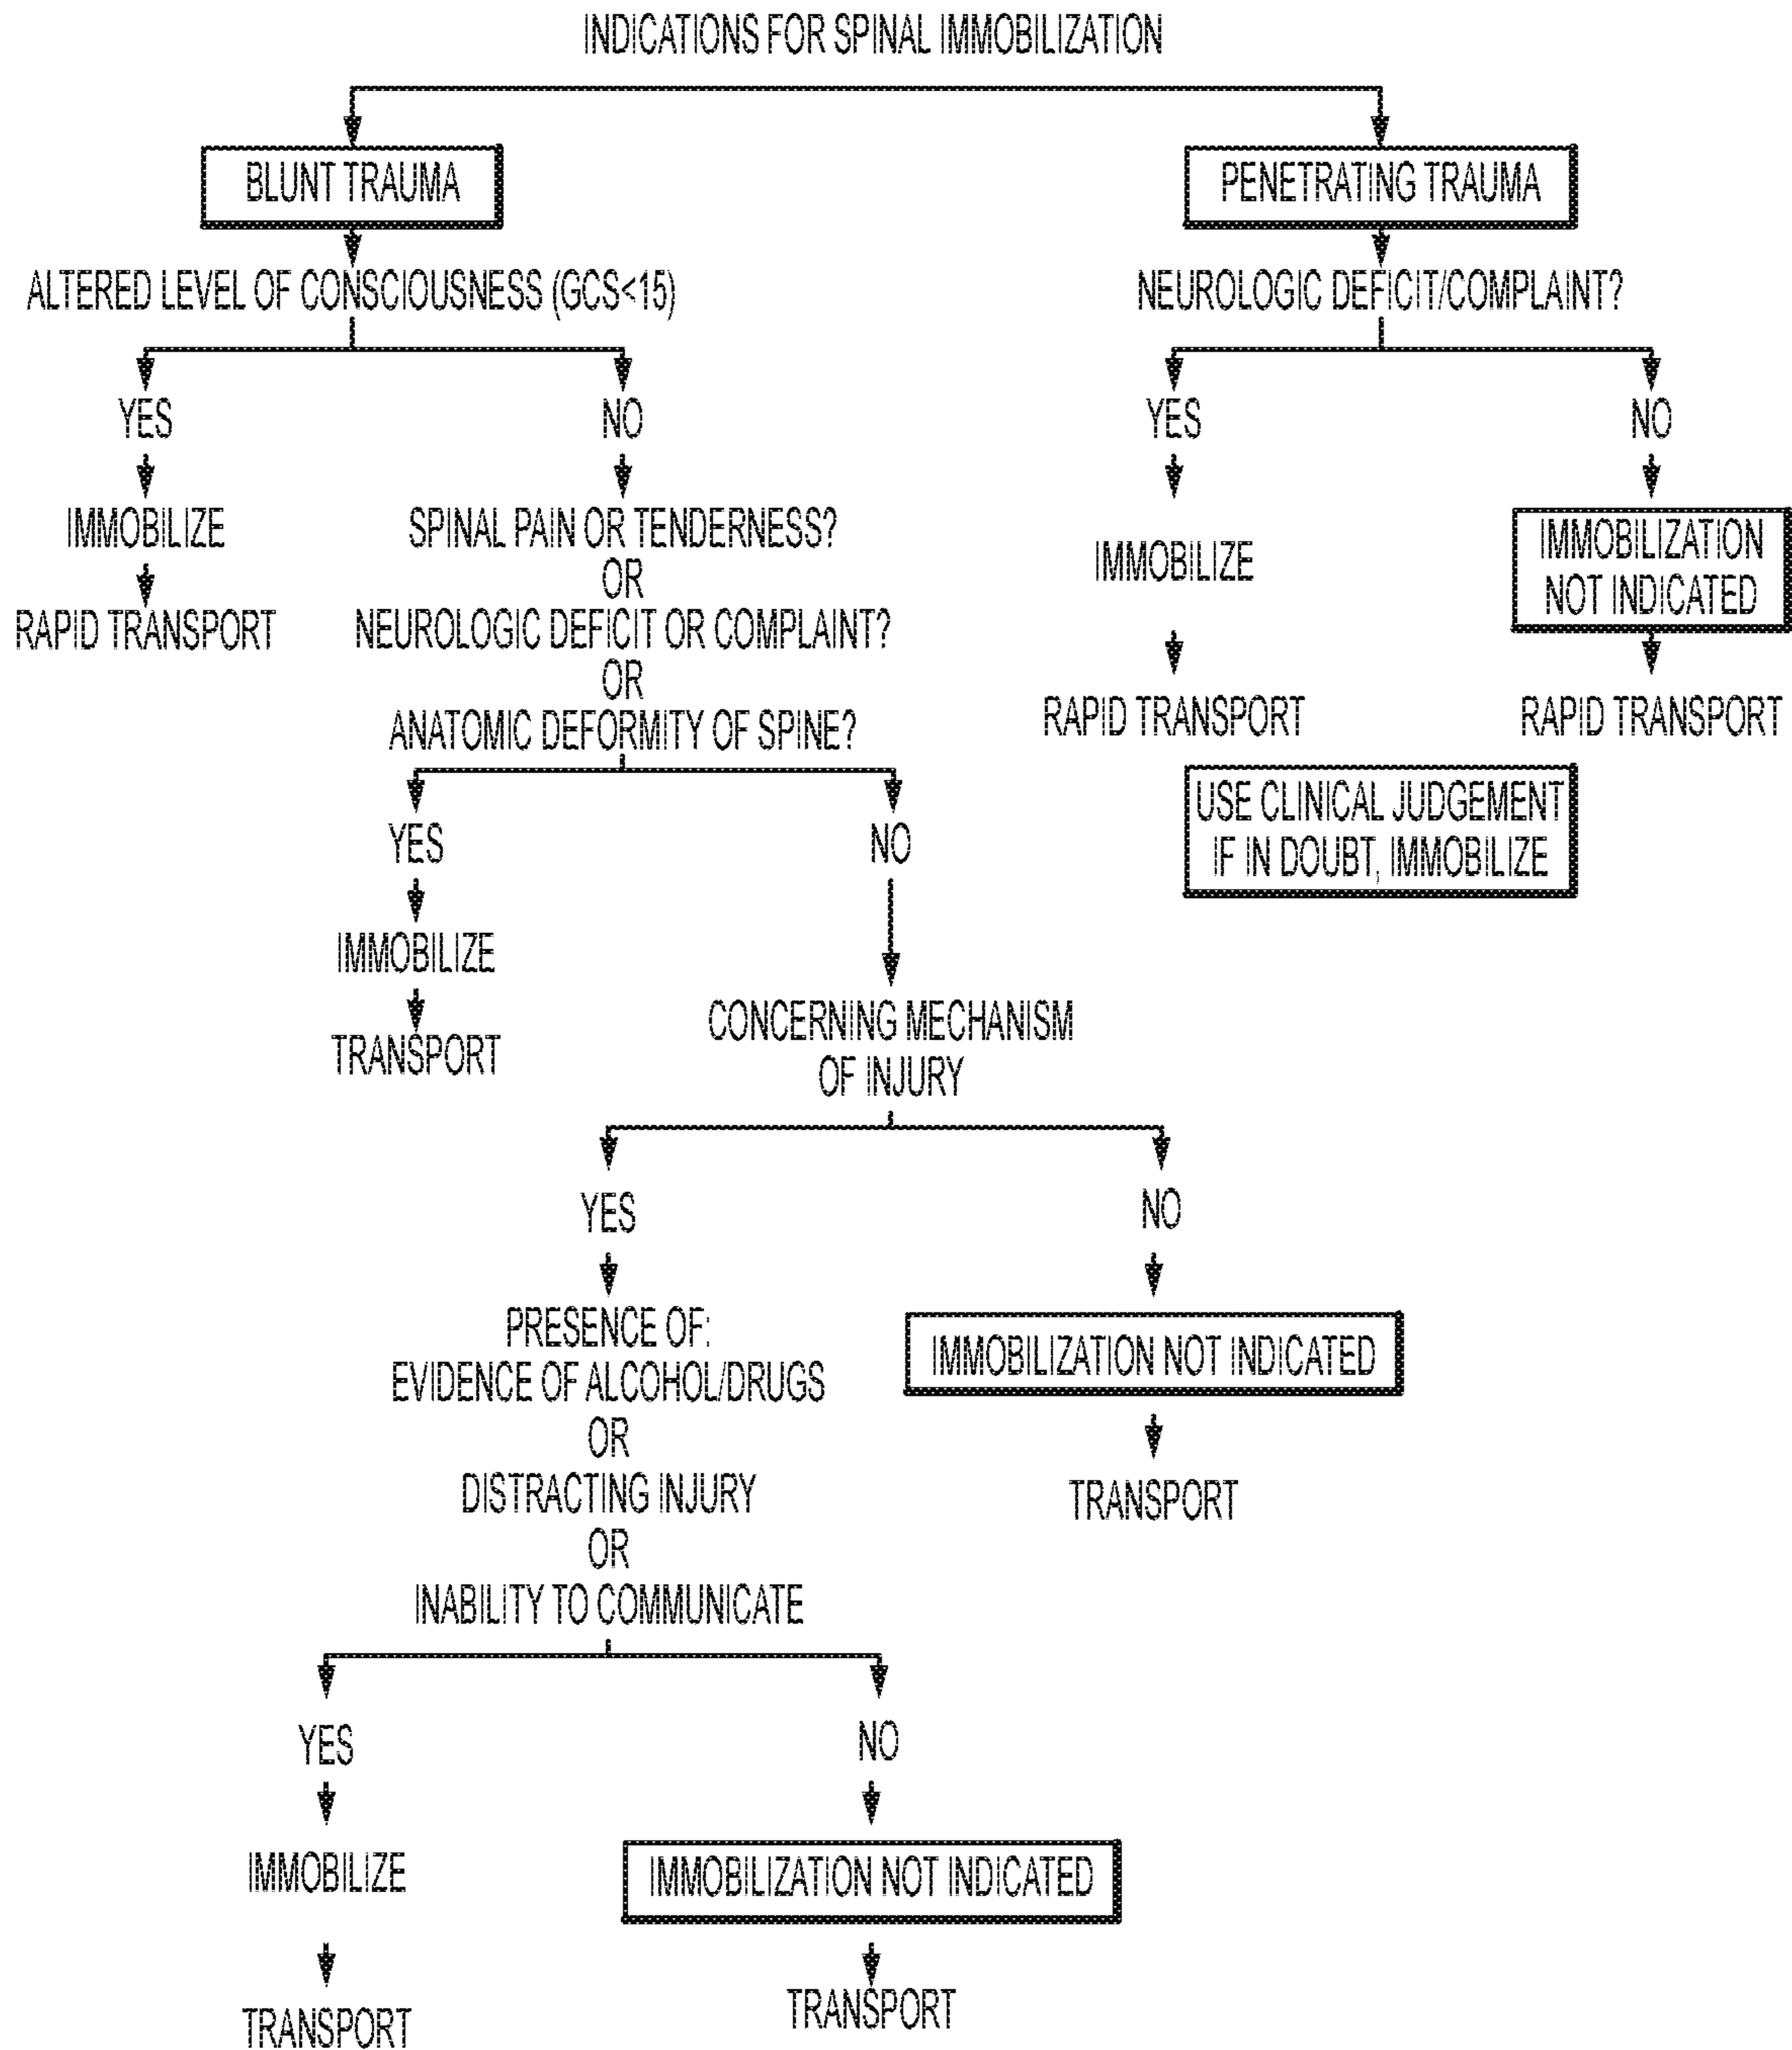 INDICATIONS FOR SPINAL IMMOBILIZATION
BLUNT TRAUMA
ALTERED LEVEL OF CONSCIOUSNESS (GCS<15)
YES
NO
IMMOBILIZE
RAPID TRANSPORT
SPINAL PAIN OR TENDERNESS?
OR
NEUROLOGIC DEFICIT OR COMPLAINT?
OR
ANATOMIC DEFORMITY OF SPINE?
YES
NO
IMMOBILIZE
TRANSPORT
CONCERNING MECHANISM
OF INJURY
YES
NO
PRESENCE OF:
EVIDENCE OF ALCOHOL/DRUGS
OR
DISTRACTING INJURY
OR
INABILITY TO COMMUNICATE
IMMOBILIZATION NOT INDICATED
TRANSPORT
YES
NO
IMMOBILIZE
TRANSPORT
IMMOBILIZATION NOT INDICATED
TRANSPORT
PENETRATING TRAUMA
NEUROLOGIC DEFICIT/COMPLAINT?
YES
NO
IMMOBILIZE
RAPID TRANSPORT
IMMOBILIZATION
NOT INDICATED
RAPID TRANSPORT
USE CLINICAL JUDGEMENT
IF IN DOUBT, IMMOBILIZE